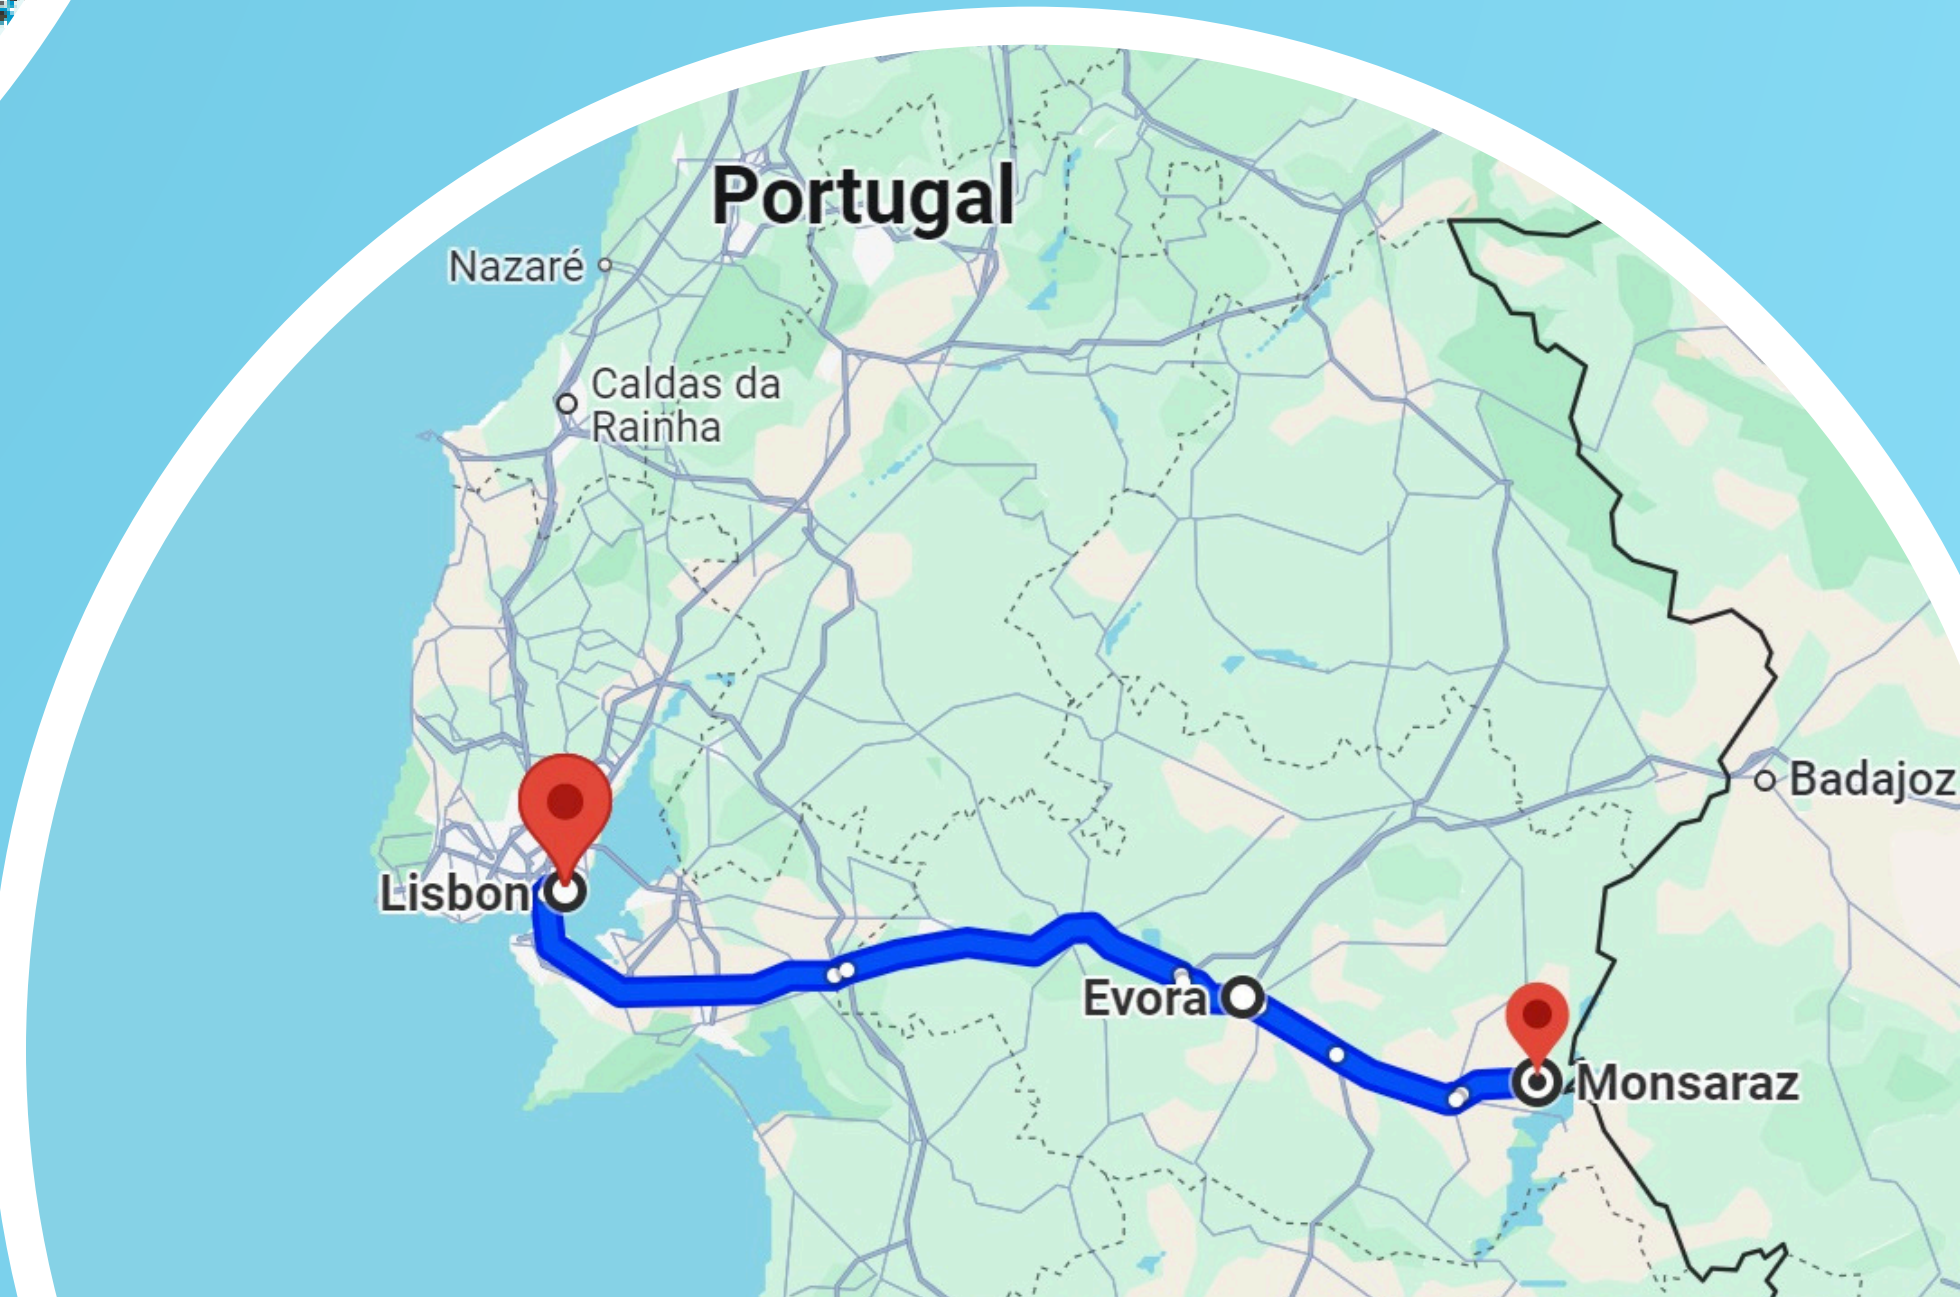 Portugal
Nazaré
Caldas da
Rainha
Badajoz
Lisbon
Evora
Monsaraz